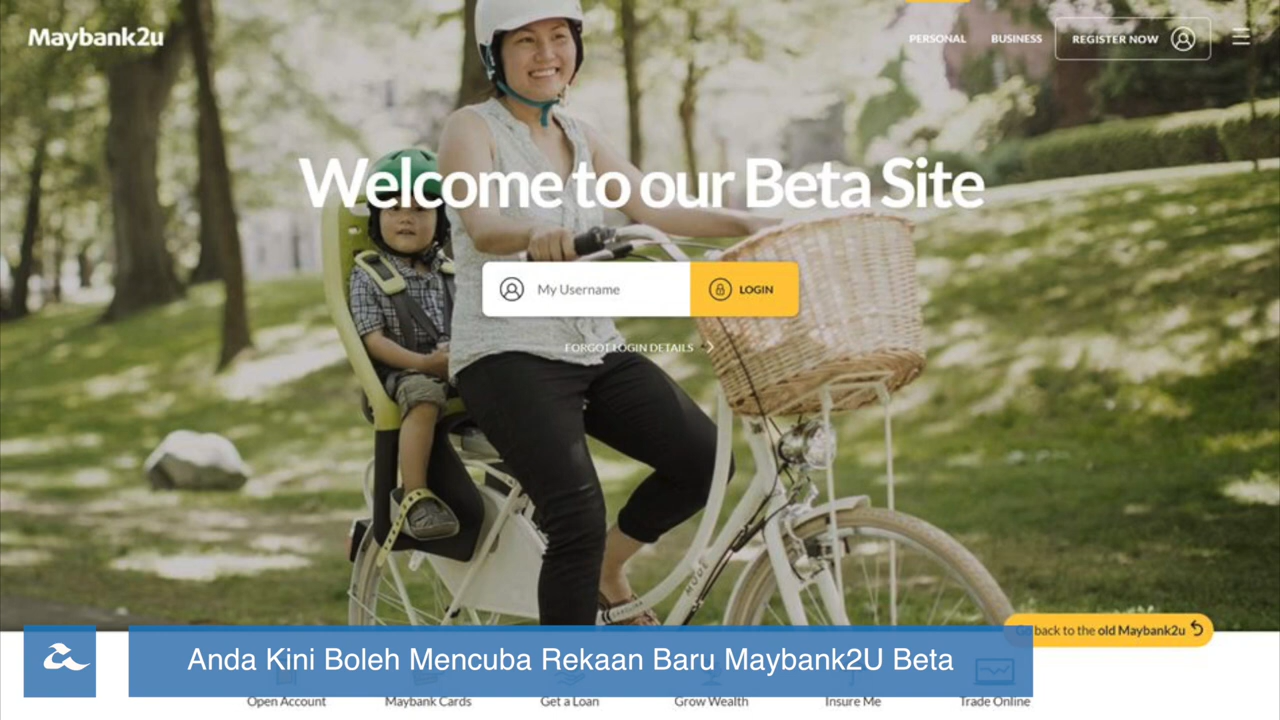 Maybank2u
PERSONAL
BUSINESS
REGISTER NOW
Welcome to our Beta Site
My Username
LOGIN
FORGOT LOGIN DETAILS
MODE
Go back to the old Maybank2u
Anda Kini Boleh Mencuba Rekaan Baru Maybank2U Beta
Open Account
Maybank Cards
Get a Loan
Grow Wealth
Insure Me
Trade Online